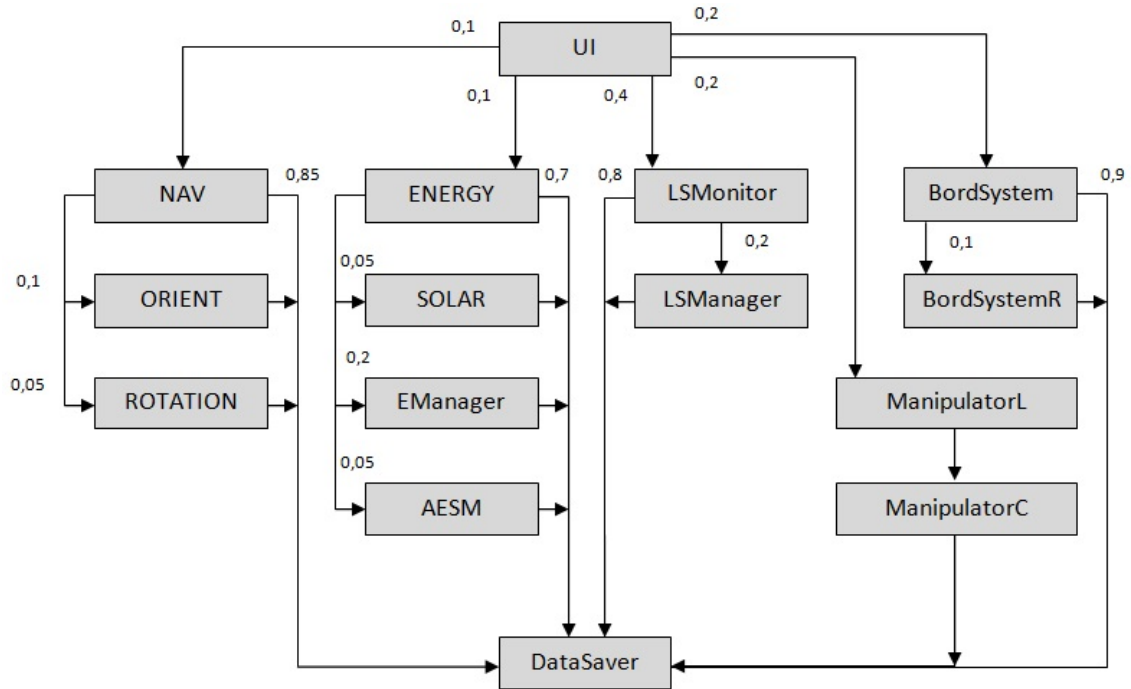 0,2
0,1
UI
0,1
0,4
0,2
NAV
0,85
ENERGY
0,7
0,8
LSMonitor
BordSystem
0,9
0,2
0,1
0,05
0,1
ORIENT
SOLAR
LSManager
BordSystemR
0,2
0,05
ROTATION
EManager
ManipulatorL
0,05
AESM
ManipulatorC
DataSaver